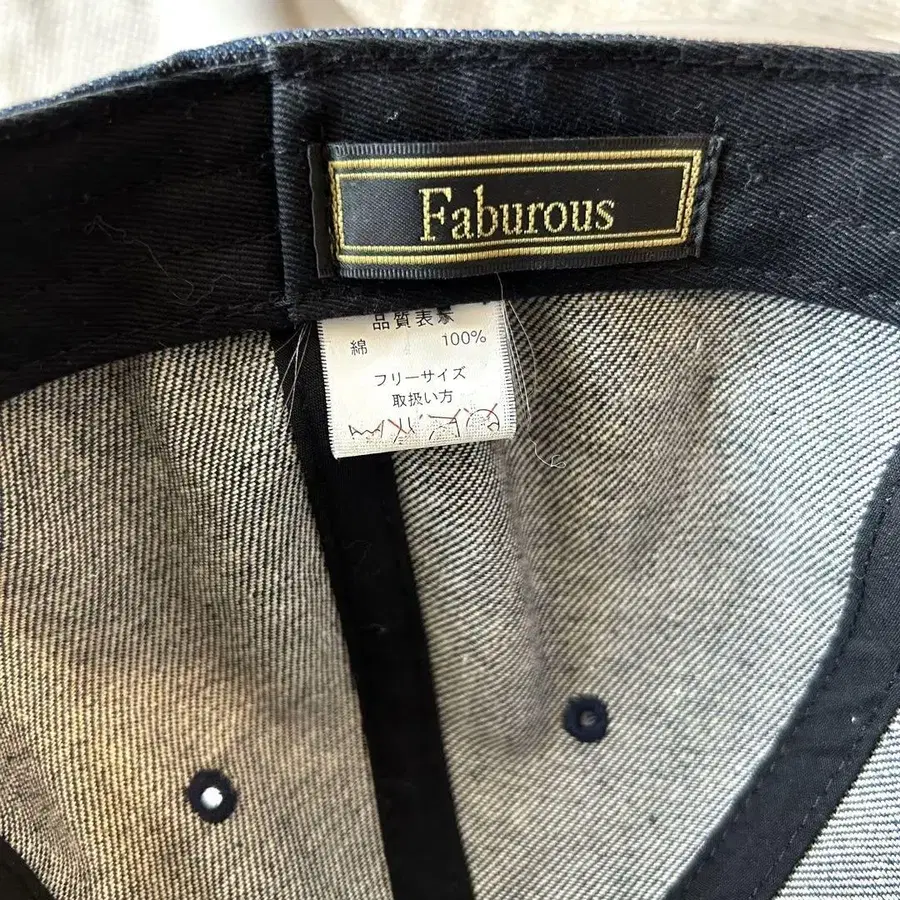 Faburous
品質表示
綿 100%
フリーサイズ
取扱い方